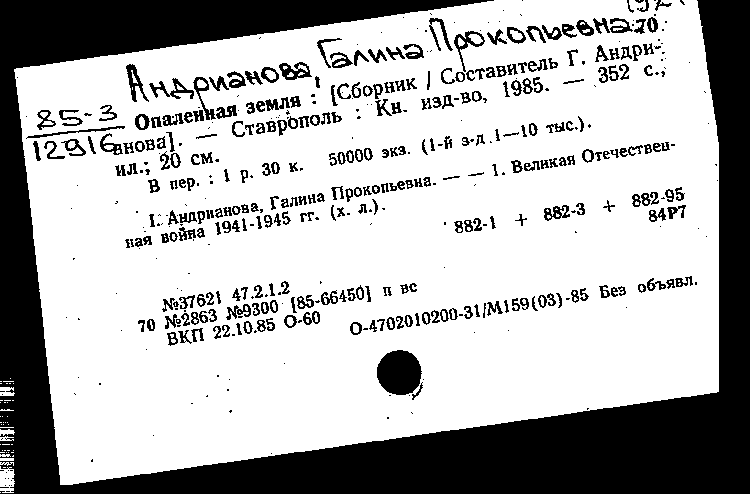 Андрианова, Галина Прокопьевна.
70
85-3
12916
Опаленная земля : [Сборник / Составитель Г. Андри-
анова]. — Ставрополь : Кн. изд-во, 1985. — 352 с.,
ил.; 20 см.
В пер. : 1 р. 30 к. 50000 экз. (1-й з-д 1—10 тыс.).
I. Андрианова, Галина Прокопьевна. — — 1. Великая Отечествен-
ная война 1941-1945 гг. (х. л.).
882-1 + 882-3 + 882-95
84Р7
№37621 47.2.1.2
70 №2863 №9300 [85-66450] п вс
ВКП 22.10.85 О-60
О-4702010200-31/М159(03)-85 Без объявл.